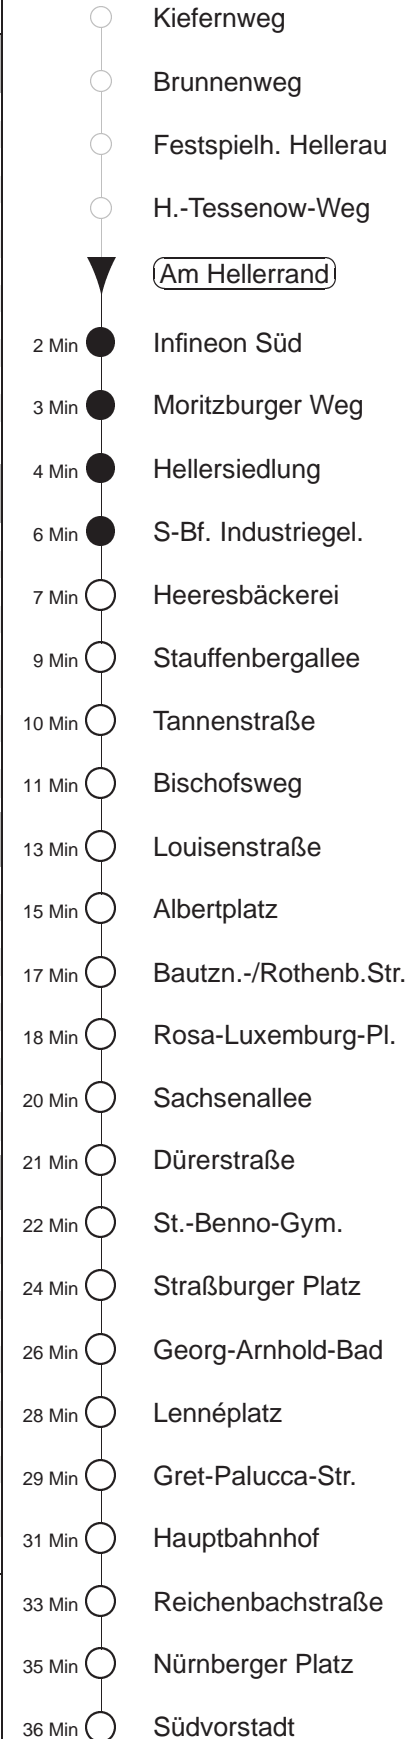 Kiefernweg
Brunnenweg
Festspielh. Hellerau
H.-Tessenow-Weg
Am Hellerrand
2 Min Infineon Süd
3 Min Moritzburger Weg
4 Min Hellersiedlung
6 Min S-Bf. Industriegel.
7 Min Heeresbäckerei
9 Min Stauffenbergallee
10 Min Tannenstraße
11 Min Bischofsweg
13 Min Louisenstraße
15 Min Albertplatz
17 Min Bautzn.-/Rothenb.Str.
18 Min Rosa-Luxemburg-Pl.
20 Min Sachsenallee
21 Min Dürerstraße
22 Min St.-Benno-Gym.
24 Min Straßburger Platz
26 Min Georg-Arnhold-Bad
28 Min Lennéplatz
29 Min Gret-Palucca-Str.
31 Min Hauptbahnhof
33 Min Reichenbachstraße
35 Min Nürnberger Platz
36 Min Südvorstadt